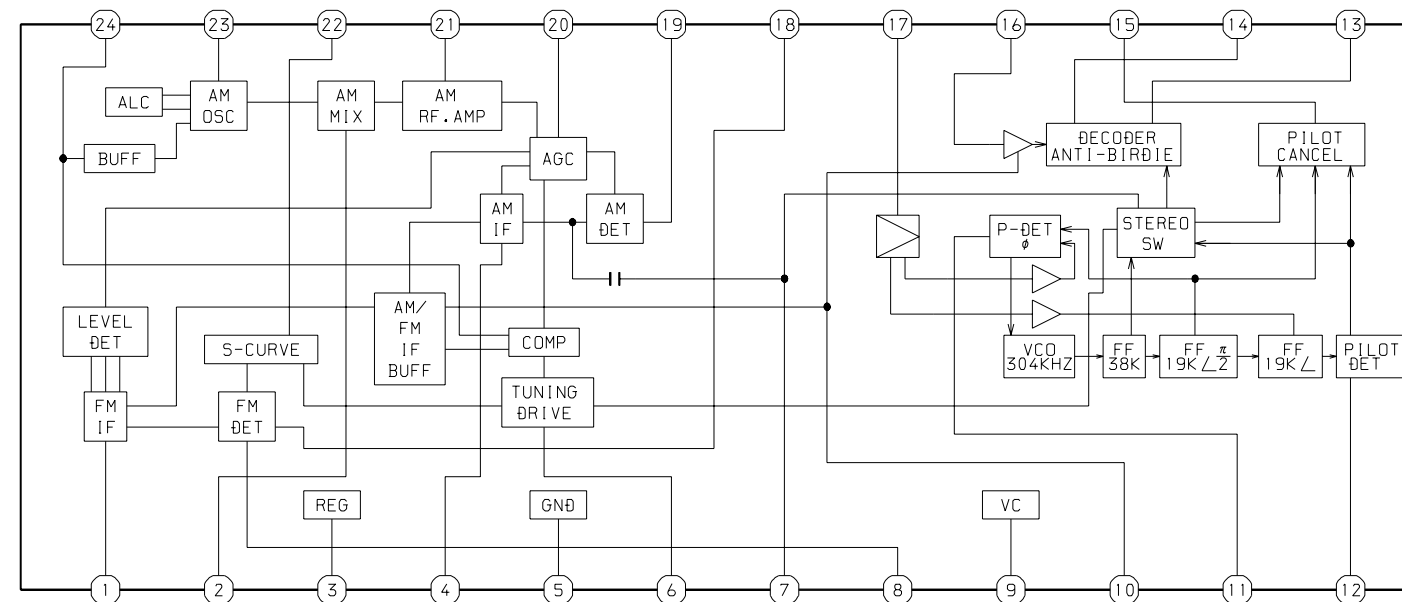 24 23 22 21 20 19 18 17 16 15 14 13
ALC
AM
OSC
AM
MIX
AM
RF.AMP
BUFF
AGC
DECODER
ANTI-BIRDIE
PILOT
CANCEL
AM
IF
AM
DET
P-DET
φ
STEREO
SW
LEVEL
DET
S-CURVE
AM/
FM
IF
BUFF
COMP
VCO
304KHZ
FF
38K
FF
19K∠π/2
FF
19K∠
PILOT
DET
FM
IF
FM
DET
TUNING
DRIVE
REG
GND
VC
1 2 3 4 5 6 7 8 9 10 11 12